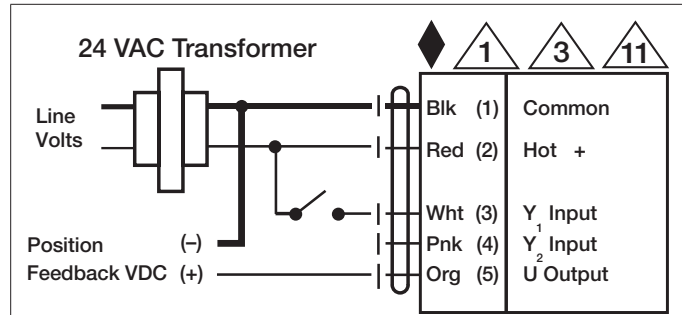 24 VAC Transformer
1 3 11
Line
Volts
Blk (1) Common
Red (2) Hot +
Wht (3) Y1 Input
Pnk (4) Y2 Input
Org (5) U Output
Position (–)
Feedback VDC (+)